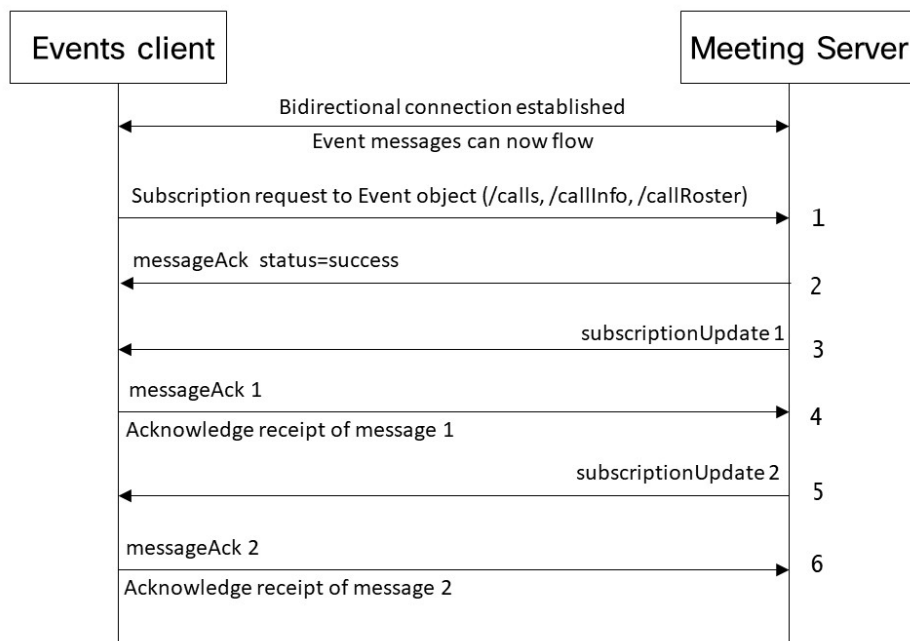 Events client
Meeting Server
Bidirectional connection established
Event messages can now flow
Subscription request to Event object (/calls, /callInfo, /callRoster)
1
messageAck status=success
2
subscriptionUpdate 1
3
messageAck 1
4
Acknowledge receipt of message 1
subscriptionUpdate 2
5
messageAck 2
6
Acknowledge receipt of message 2